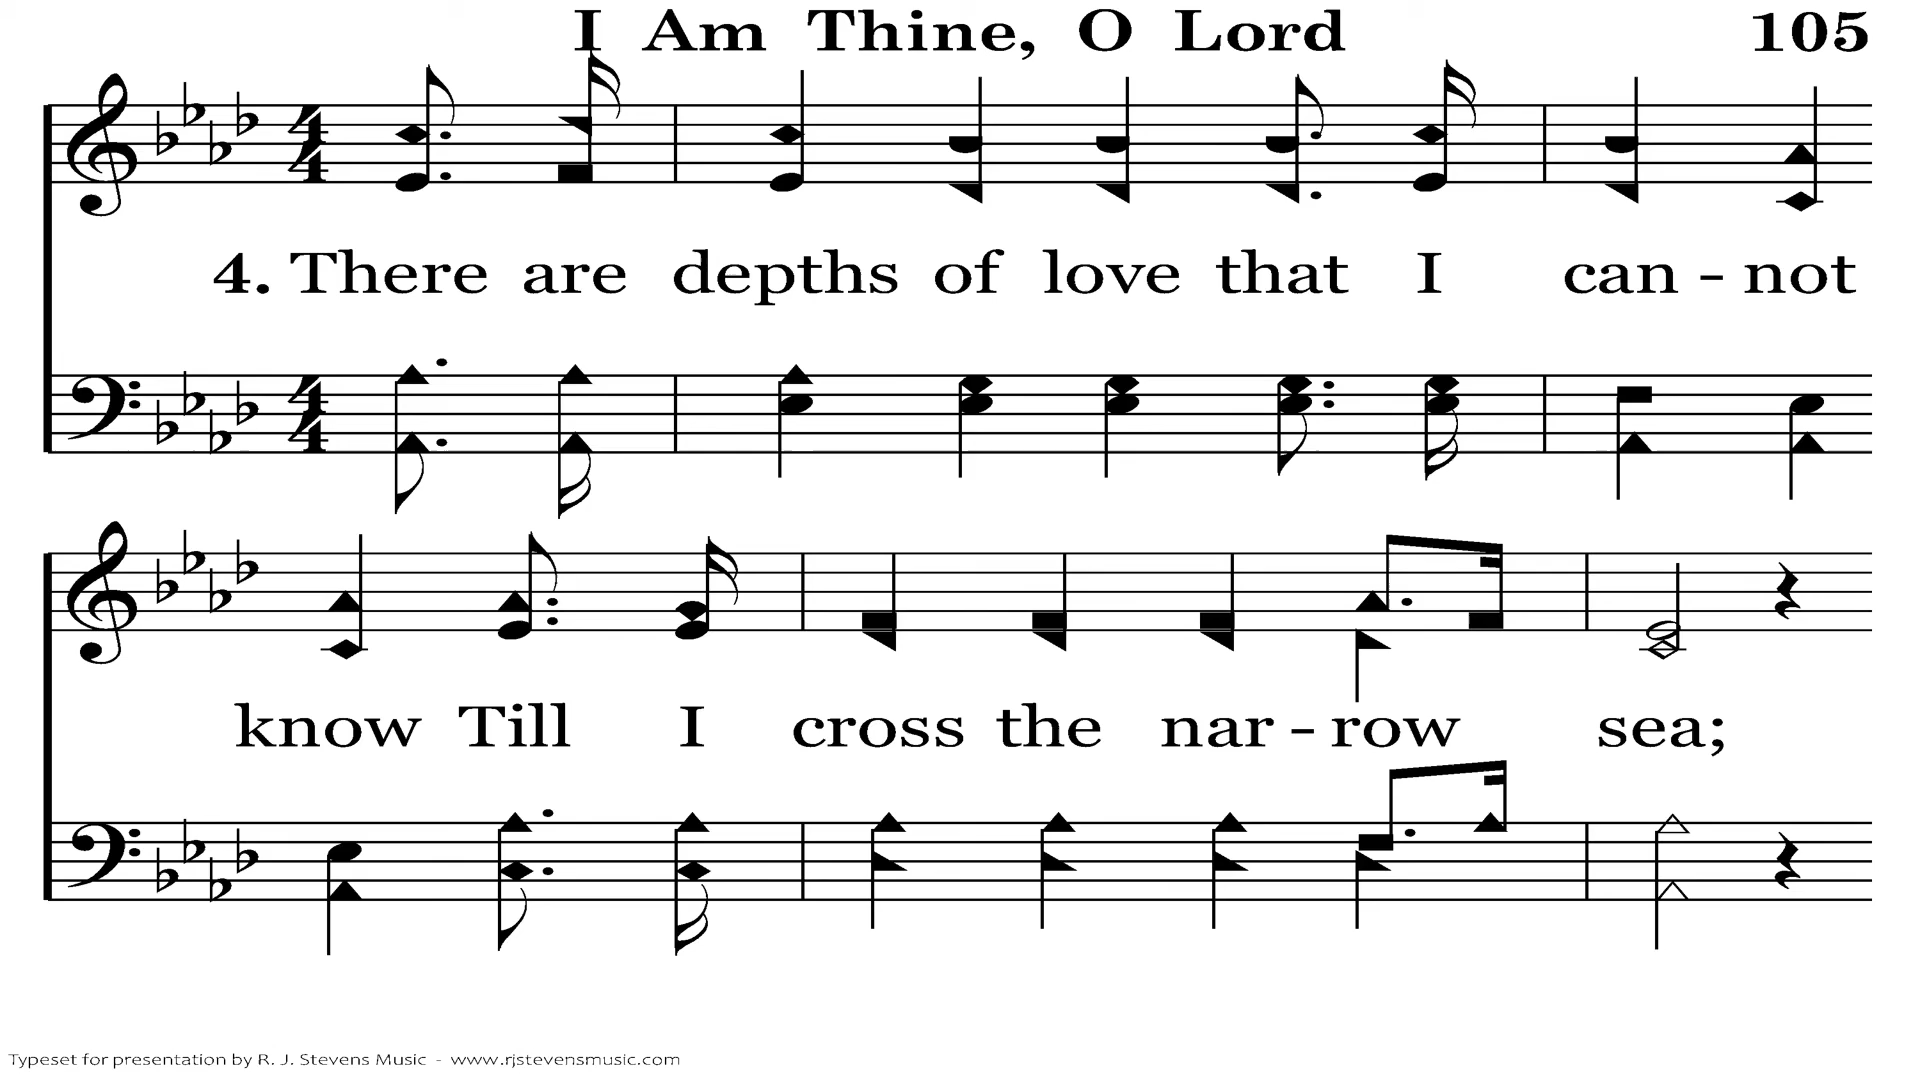 I Am Thine, O Lord 105
4. There are depths of love that I can - not
know Till I cross the nar - row sea;
Typeset for presentation by R. J. Stevens Music - www.rjstevensmusic.com